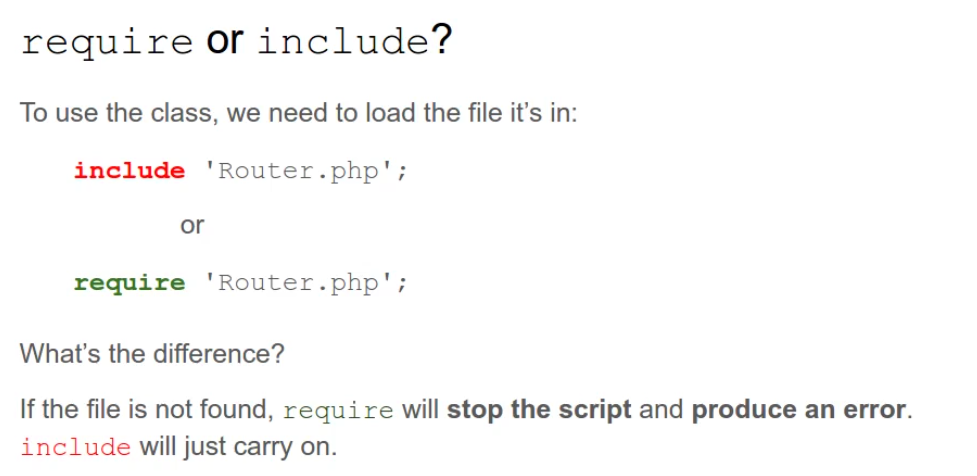 require or include?
To use the class, we need to load the file it’s in:
include 'Router.php';
or
require 'Router.php';
What’s the difference?
If the file is not found, require will stop the script and produce an error.
include will just carry on.